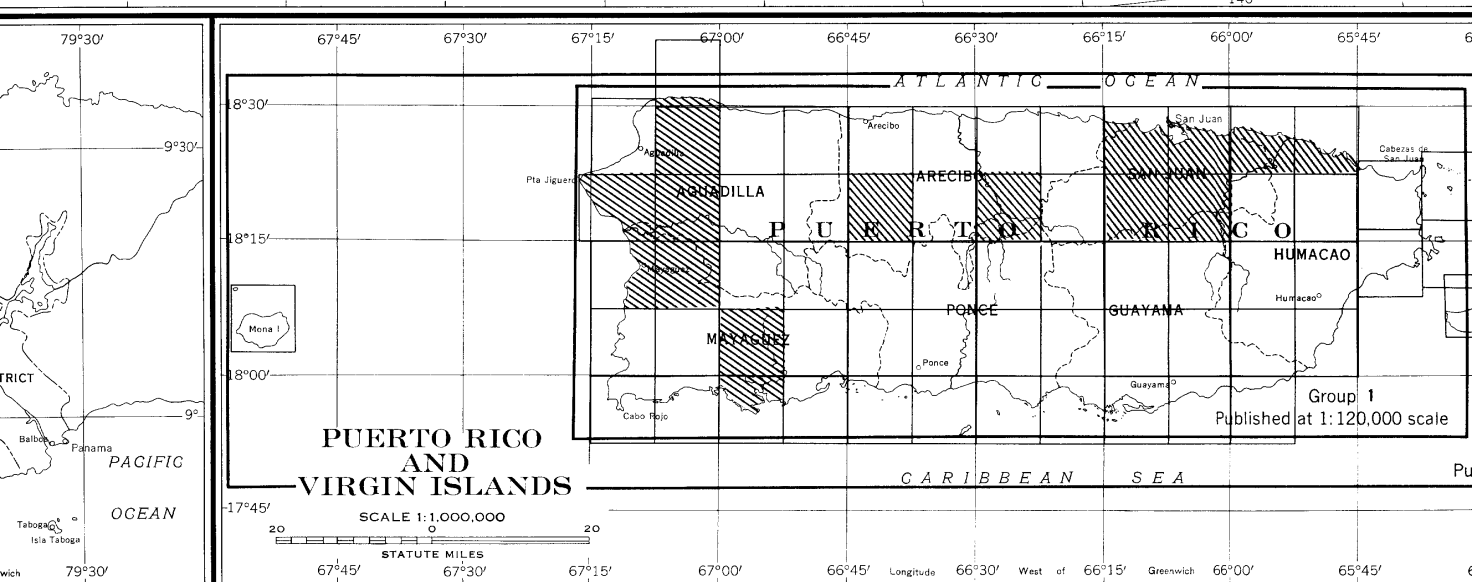 79°30′
67°45′ 67°30′ 67°15′ 67°00′ 66°45′ 66°30′ 66°15′ 66°00′ 65°45′
ATLANTIC OCEAN
18°30′
San Juan
Arecibo
9°30′
Aguadilla
Cabezas de
San Juan
Pta Jiguero
ARECIBO
SAN JUAN
AGUADILLA
PUERTO RICO
18°15′
HUMACAO
Mayaguez
Humacao
PONCE
GUAYAMA
Mona I
MAYAGUEZ
Ponce
18°00′
TRICT
Guayama
Group 1
9°
Cabo Rojo
Published at 1:120,000 scale
Balboa
Panama
PUERTO RICO
AND
VIRGIN ISLANDS
PACIFIC
OCEAN
Pu
CARIBBEAN SEA
17°45′
SCALE 1:1,000,000
20 0 20
STATUTE MILES
Taboga
Isla Taboga
wich
79°30′
67°45′ 67°30′ 67°15′ 67°00′ 66°45′ Longitude 66°30′ West of 66°15′ Greenwich 66°00′ 65°45′